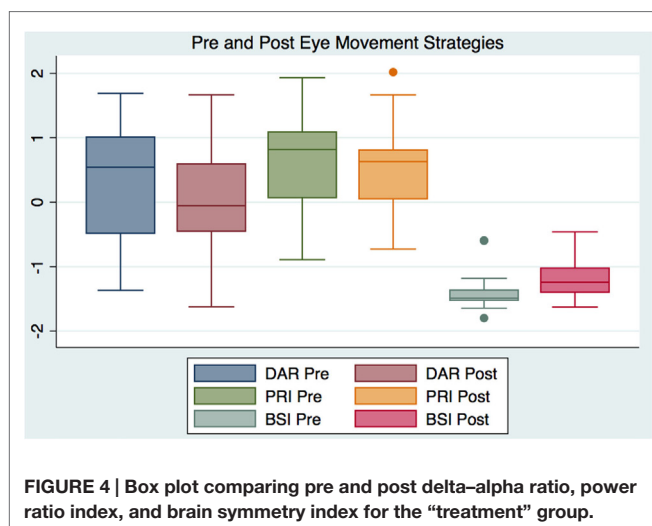 Pre and Post Eye Movement Strategies
2
1
0
-1
-2
DAR Pre DAR Post
PRI Pre PRI Post
BSI Pre BSI Post
FIGURE 4 | Box plot comparing pre and post delta–alpha ratio, power
ratio index, and brain symmetry index for the “treatment” group.